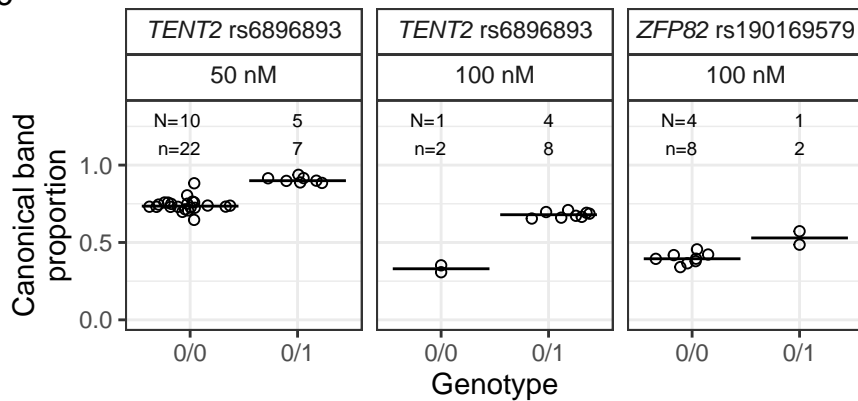 TENT2 rs6896893
TENT2 rs6896893
ZFP82 rs190169579
50 nM
100 nM
100 nM
N=10
5
N=1
4
N=4
1
n=22
7
n=2
8
n=8
2
Canonical band
proportion
1.0
0.5
0.0
0/0
0/1
0/0
0/1
0/0
0/1
Genotype